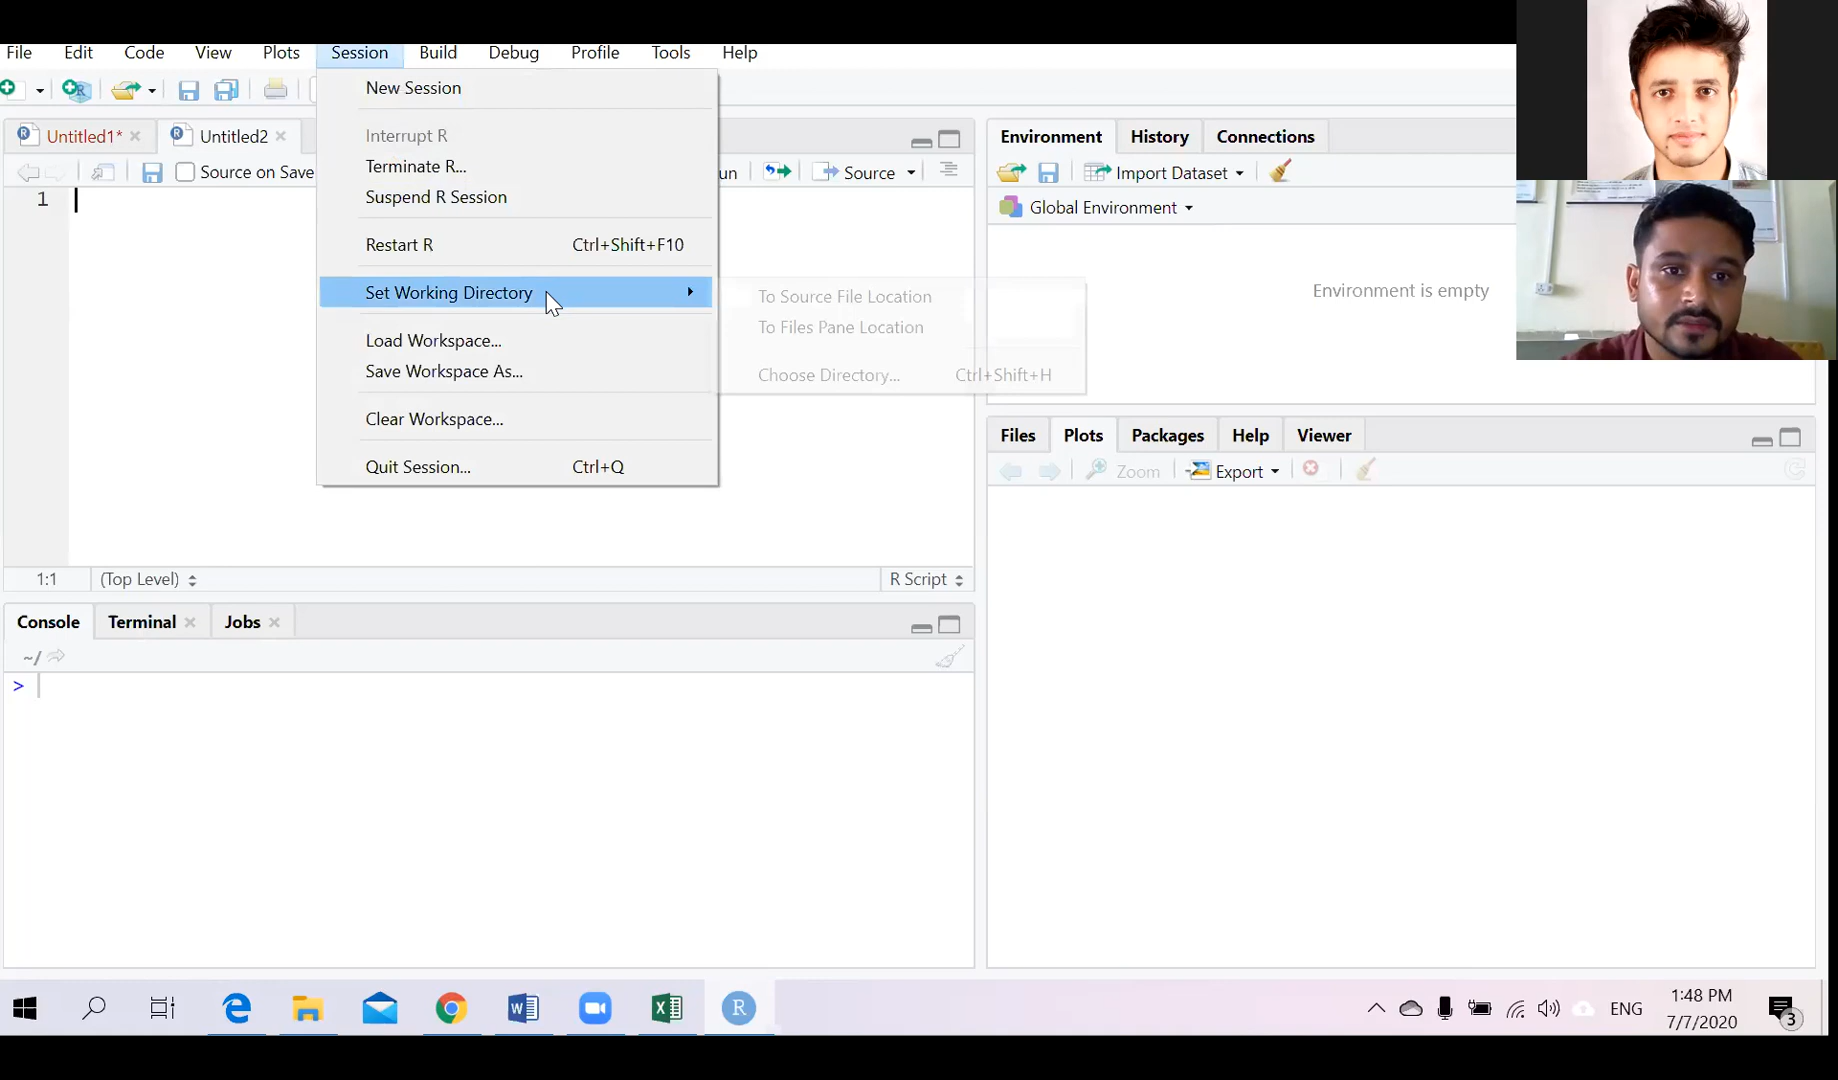 File Edit Code View Plots Session Build Debug Profile Tools Help
New Session
Interrupt R
Terminate R...
Suspend R Session
Restart R Ctrl+Shift+F10
Set Working Directory
To Source File Location
To Files Pane Location
Load Workspace...
Save Workspace As...
Choose Directory... Ctrl+Shift+H
Clear Workspace...
Quit Session... Ctrl+Q
Untitled1* Untitled2
Source on Save un Source
1
1:1 (Top Level) R Script
Console Terminal Jobs
~/
>
Environment History Connections
Import Dataset
Global Environment
Environment is empty
Files Plots Packages Help Viewer
Zoom Export
ENG
1:48 PM
7/7/2020
3